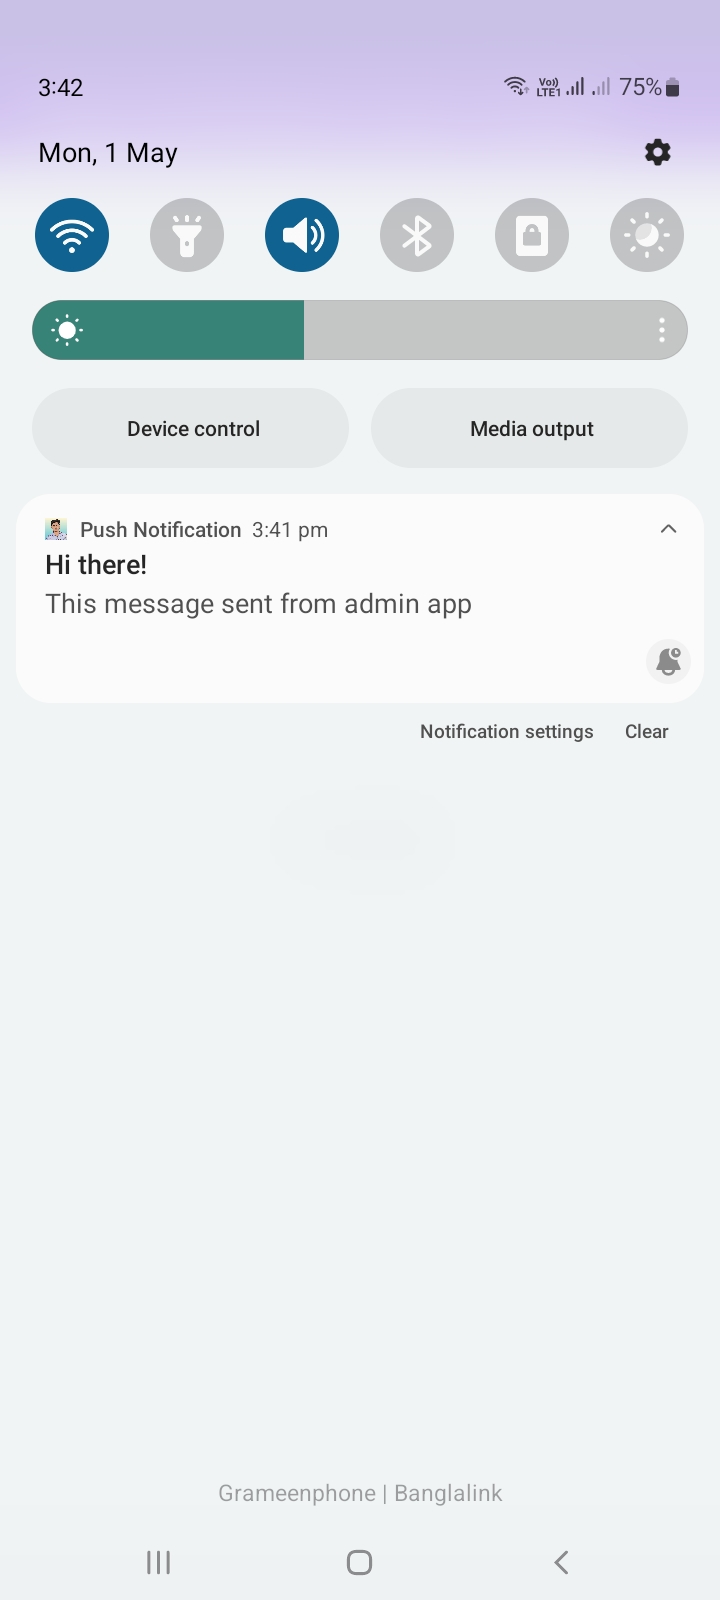 3:42
Vo)) LTE1 75%
Mon, 1 May
Device control
Media output
Push Notification 3:41 pm
Hi there!
This message sent from admin app
Notification settings Clear
Grameenphone | Banglalink